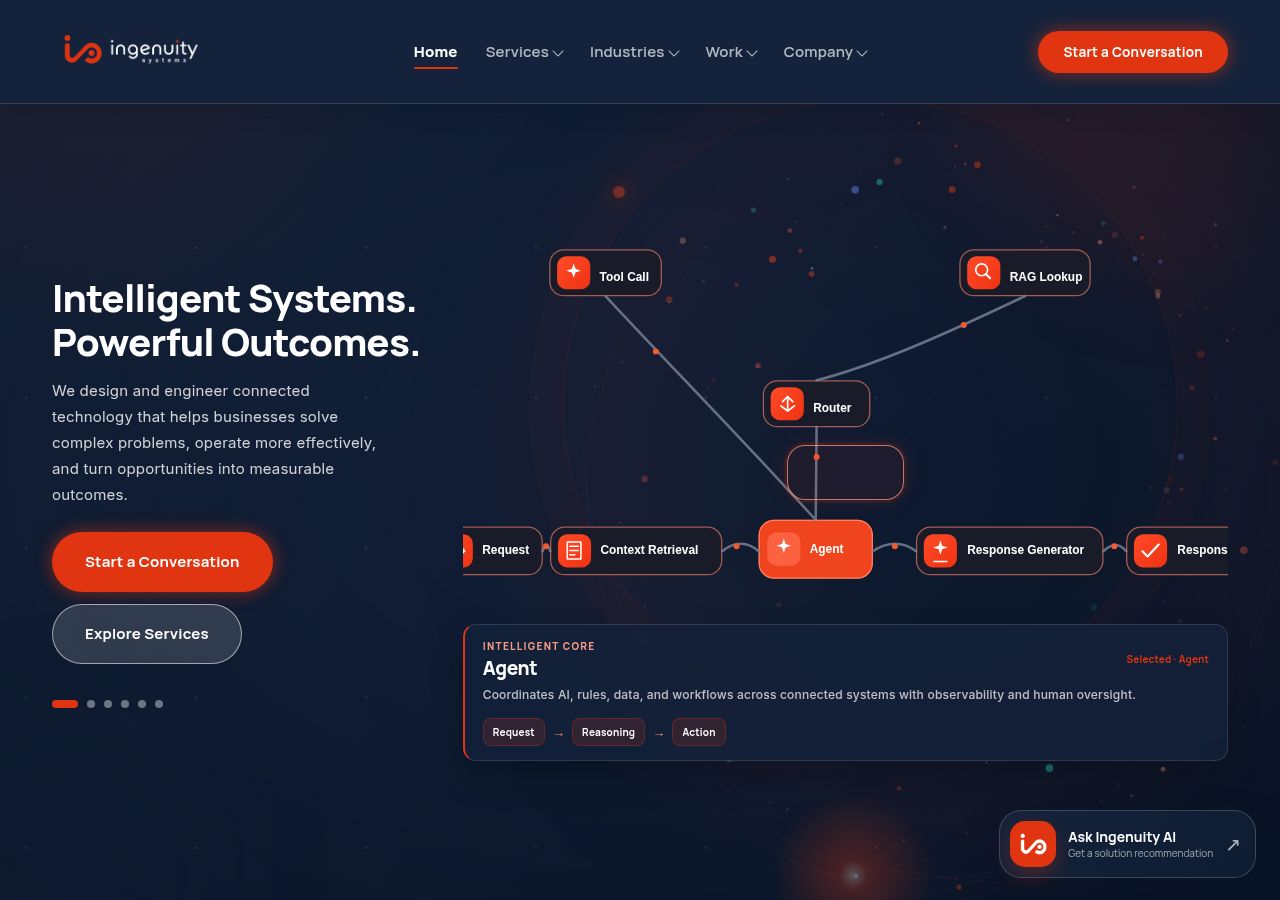 ingenuity
systems
Home
Services
Industries
Work
Company
Start a Conversation
Intelligent Systems.
Powerful Outcomes.
We design and engineer connected
technology that helps businesses solve
complex problems, operate more effectively,
and turn opportunities into measurable
outcomes.
Start a Conversation
Explore Services
Tool Call
RAG Lookup
Router
Request
Context Retrieval
Agent
Response Generator
Respons
INTELLIGENT CORE
Agent
Selected · Agent
Coordinates AI, rules, data, and workflows across connected systems with observability and human oversight.
Request → Reasoning → Action
Ask Ingenuity AI
Get a solution recommendation